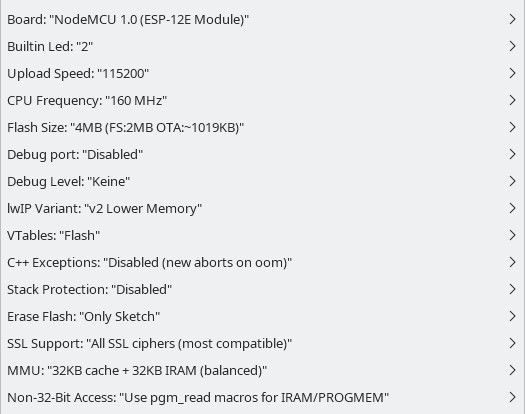 Board: "NodeMCU 1.0 (ESP-12E Module)"
Builtin Led: "2"
Upload Speed: "115200"
CPU Frequency: "160 MHz"
Flash Size: "4MB (FS:2MB OTA:~1019KB)"
Debug port: "Disabled"
Debug Level: "Keine"
lwIP Variant: "v2 Lower Memory"
VTables: "Flash"
C++ Exceptions: "Disabled (new aborts on oom)"
Stack Protection: "Disabled"
Erase Flash: "Only Sketch"
SSL Support: "All SSL ciphers (most compatible)"
MMU: "32KB cache + 32KB IRAM (balanced)"
Non-32-Bit Access: "Use pgm_read macros for IRAM/PROGMEM"